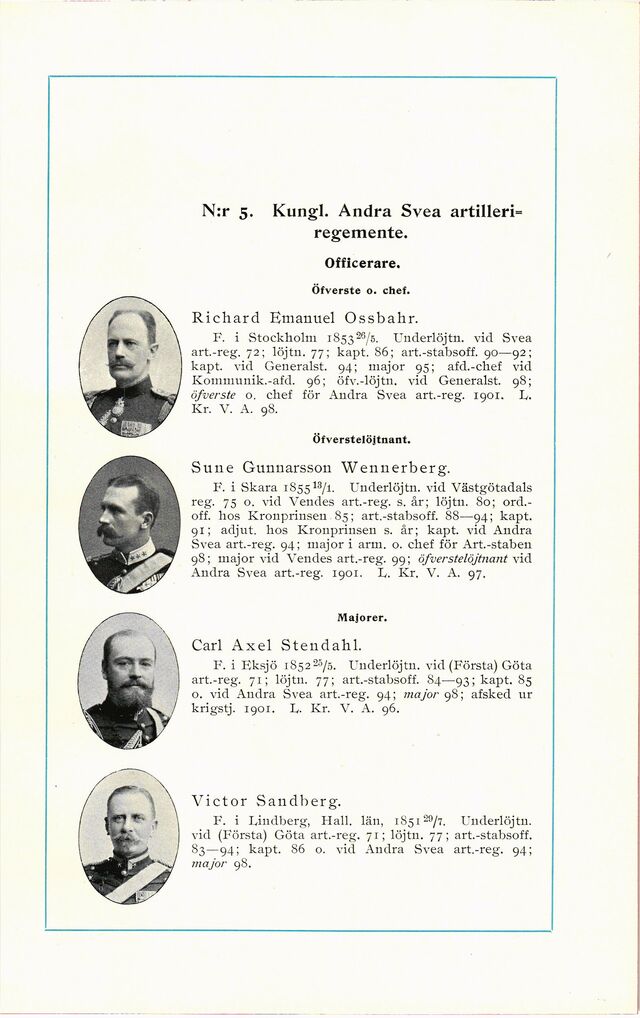 N:r 5. Kungl. Andra Svea artilleri=
regemente.
Officerare.
Öfverste o. chef.
Richard Emanuel Ossbahr.
F. i Stockholm 1853 26/5. Underlöjtn. vid Svea
art.-reg. 72; löjtn. 77; kapt. 86; art.-stabsoff. 90—92;
kapt. vid Generalst. 94; major 95; afd.-chef vid
Kommunik.-afd. 96; öfv.-löjtn. vid Generalst. 98;
öfverste o. chef för Andra Svea art.-reg. 1901. L.
Kr. V. A. 98.
Öfverstelöjtnant.
Sune Gunnarsson Wennerberg.
F. i Skara 1855 13/1. Underlöjtn. vid Västgötadals
reg. 75 o. vid Vendes art.-reg. s. år; löjtn. 80; ord.-
off. hos Kronprinsen 85; art.-stabsoff. 88—94; kapt.
91; adjut. hos Kronprinsen s. år; kapt. vid Andra
Svea art.-reg. 94; major i arm. o. chef för Art.-staben
98; major vid Vendes art.-reg. 99; öfverstelöjtnant vid
Andra Svea art.-reg. 1901. L. Kr. V. A. 97.
Majorer.
Carl Axel Stendahl.
F. i Eksjö 1852 25/5. Underlöjtn. vid (Första) Göta
art.-reg. 71; löjtn. 77; art.-stabsoff. 84—93; kapt. 85
o. vid Andra Svea art.-reg. 94; major 98; afsked ur
krigstj. 1901. L. Kr. V. A. 96.
Victor Sandberg.
F. i Lindberg, Hall. län, 1851 29/7. Underlöjtn.
vid (Första) Göta art.-reg. 71; löjtn. 77; art.-stabsoff.
83—94; kapt. 86 o. vid Andra Svea art.-reg. 94;
major 98.